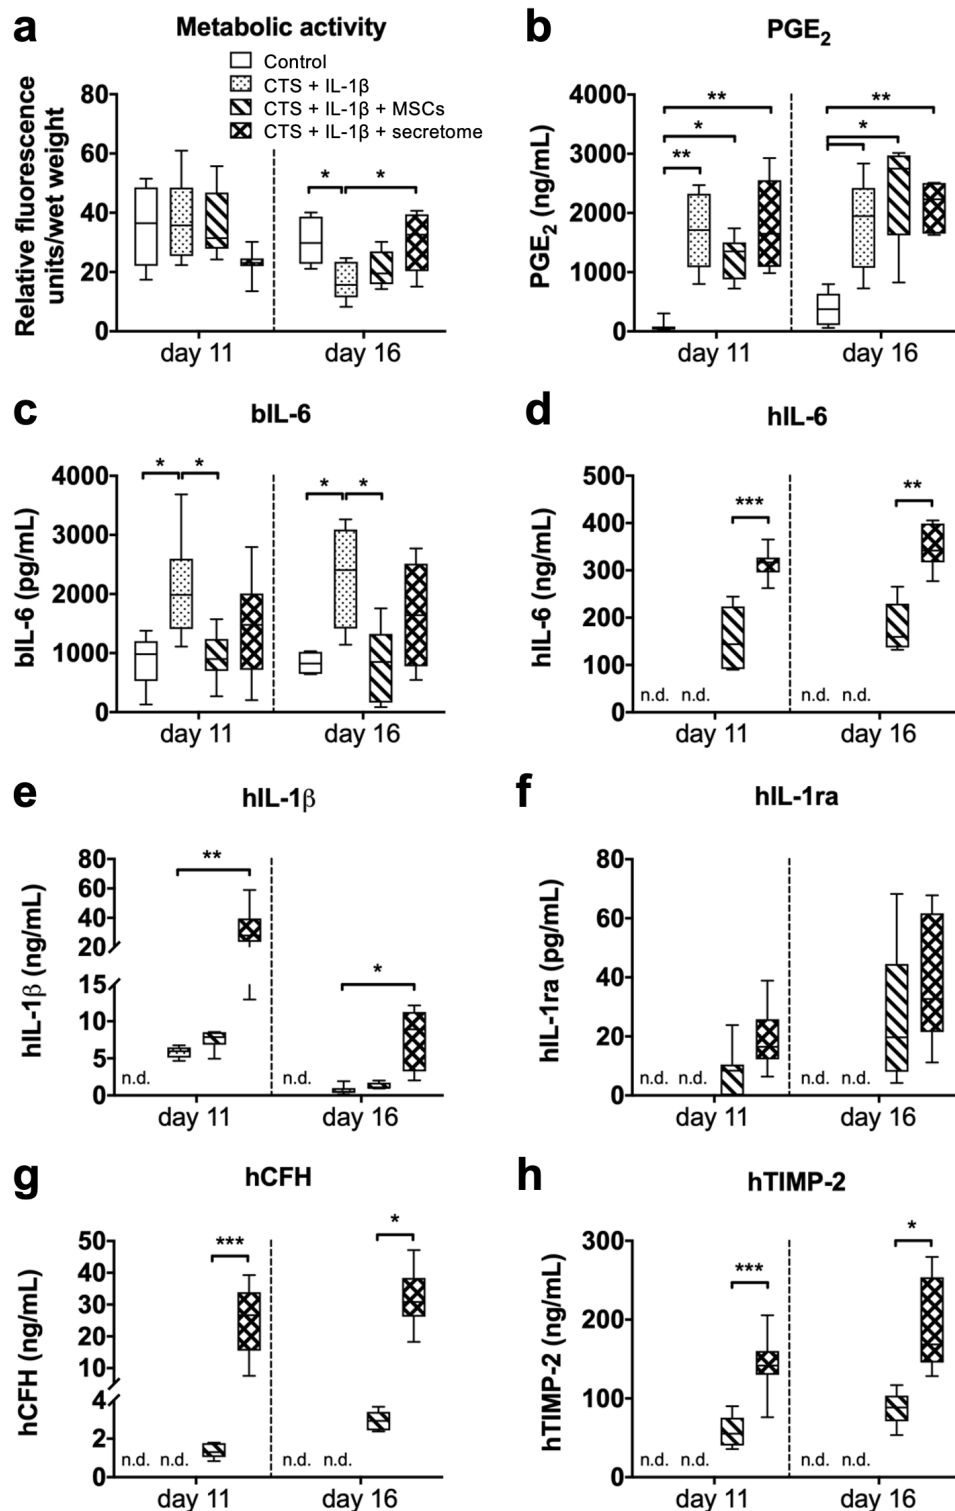 a
Metabolic activity
Control
CTS + IL-1β
CTS + IL-1β + MSCs
CTS + IL-1β + secretome
Relative fluorescence
units/wet weight
80
60
40
20
0
*
*
day 11
day 16
b
PGE₂
PGE₂ (ng/mL)
4000
3000
2000
1000
0
**
*
**
**
*
day 11
day 16
c
bIL-6
bIL-6 (pg/mL)
4000
3000
2000
1000
0
*
*
*
*
day 11
day 16
d
hIL-6
hIL-6 (ng/mL)
500
400
300
200
100
0
***
**
n.d.
n.d.
n.d.
n.d.
day 11
day 16
e
hIL-1β
hIL-1β (ng/mL)
80
60
40
20
15
10
5
0
**
*
n.d.
n.d.
day 11
day 16
f
hIL-1ra
hIL-1ra (pg/mL)
80
60
40
20
0
n.d.
n.d.
n.d.
n.d.
day 11
day 16
g
hCFH
hCFH (ng/mL)
50
40
30
20
10
4
2
0
***
*
n.d.
n.d.
n.d.
n.d.
day 11
day 16
h
hTIMP-2
hTIMP-2 (ng/mL)
300
200
100
0
***
*
n.d.
n.d.
n.d.
n.d.
day 11
day 16